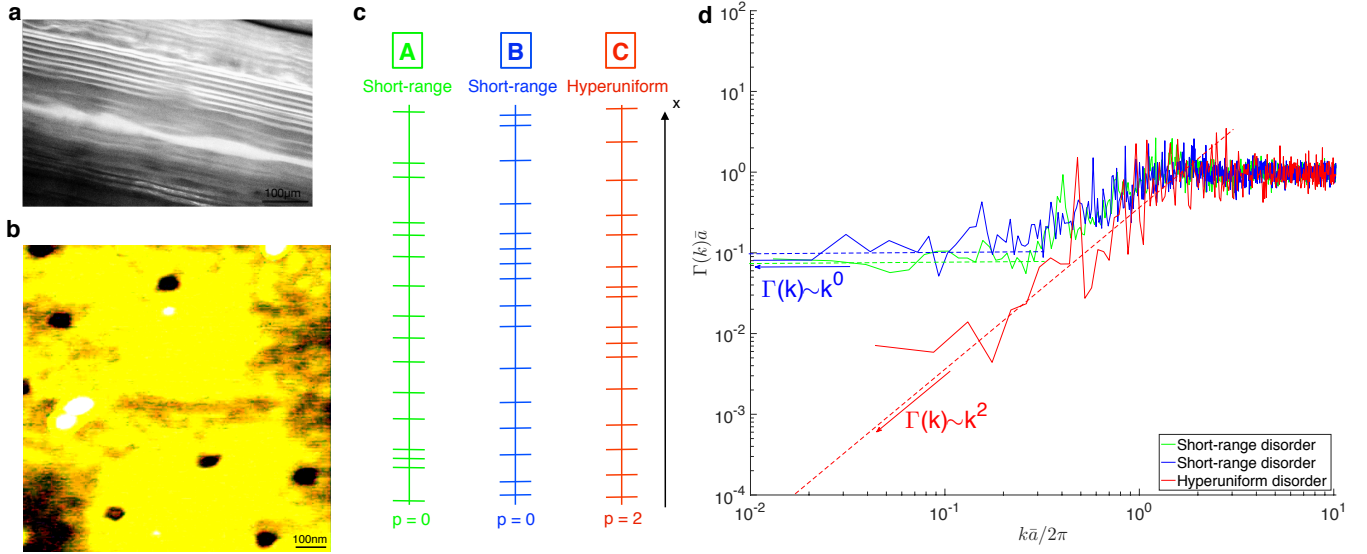 a
100μm
b
100nm
c
A
B
C
Short-range
Short-range
Hyperuniform
x
p = 0
p = 0
p = 2
d
Γ(k)ā
10^2
10^1
10^0
10^-1
10^-2
10^-3
10^-4
Γ(k)~k^0
Γ(k)~k^2
Short-range disorder
Short-range disorder
Hyperuniform disorder
10^-2
10^-1
10^0
10^1
kā/2π